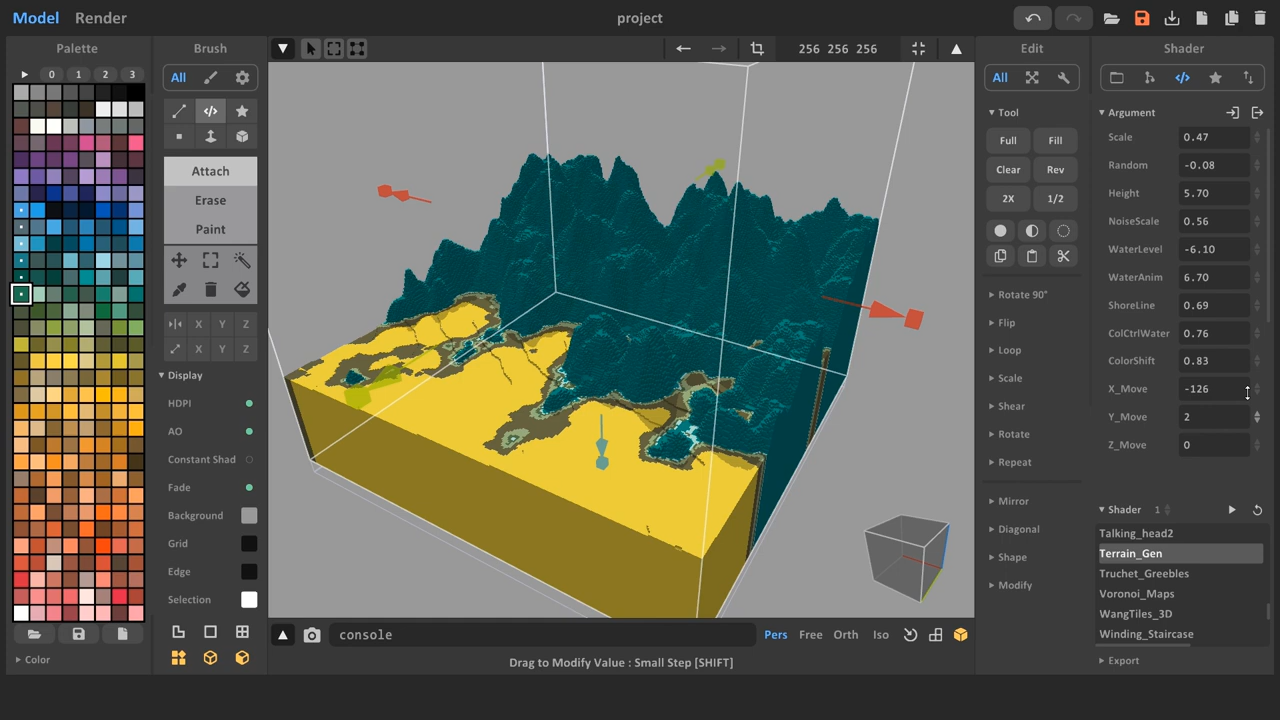 Model Render
project
Palette
0 1 2 3
Color
Brush
All
Attach
Erase
Paint
X Y Z
X Y Z
Display
HDPI
AO
Constant Shad
Fade
Background
Grid
Edge
Selection
256 256 256
console
Pers Free Orth Iso
Drag to Modify Value : Small Step [SHIFT]
Edit
All
Tool
Full Fill
Clear Rev
2X 1/2
Rotate 90°
Flip
Loop
Scale
Shear
Rotate
Repeat
Mirror
Diagonal
Shape
Modify
Shader
Argument
Scale 0.47
Random -0.08
Height 5.70
NoiseScale 0.56
WaterLevel -6.10
WaterAnim 6.70
ShoreLine 0.69
ColCtrlWater 0.76
ColorShift 0.83
X_Move -126
Y_Move 2
Z_Move 0
Shader 1
Talking_head2
Terrain_Gen
Truchet_Greebles
Voronoi_Maps
WangTiles_3D
Winding_Staircase
Export